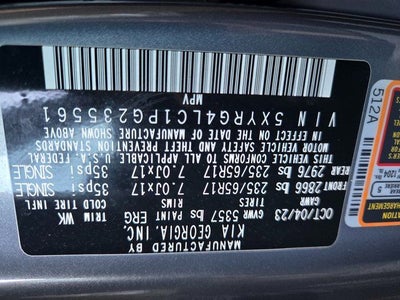 MANUFACTURED BY
KIA GEORGIA, INC.
OCT/04/23 GVWR 5357 lbs PAINT ERG TRIM WK
GAWR TIRES RIMS COLD TIRE INFL
FRONT 2866 lbs 235/65R17 7.0JX17 35psi SINGLE
REAR 2976 lbs 235/65R17 7.0JX17 35psi SINGLE
THIS VEHICLE CONFORMS TO ALL APPLICABLE U.S.A. FEDERAL
MOTOR VEHICLE SAFETY THEFT PREVENTION STANDARDS
IN EFFECT ON THE DATE OF MANUFACTURE SHOWN ABOVE
VIN 5XYRG4LC1PG235561
MPV
512A